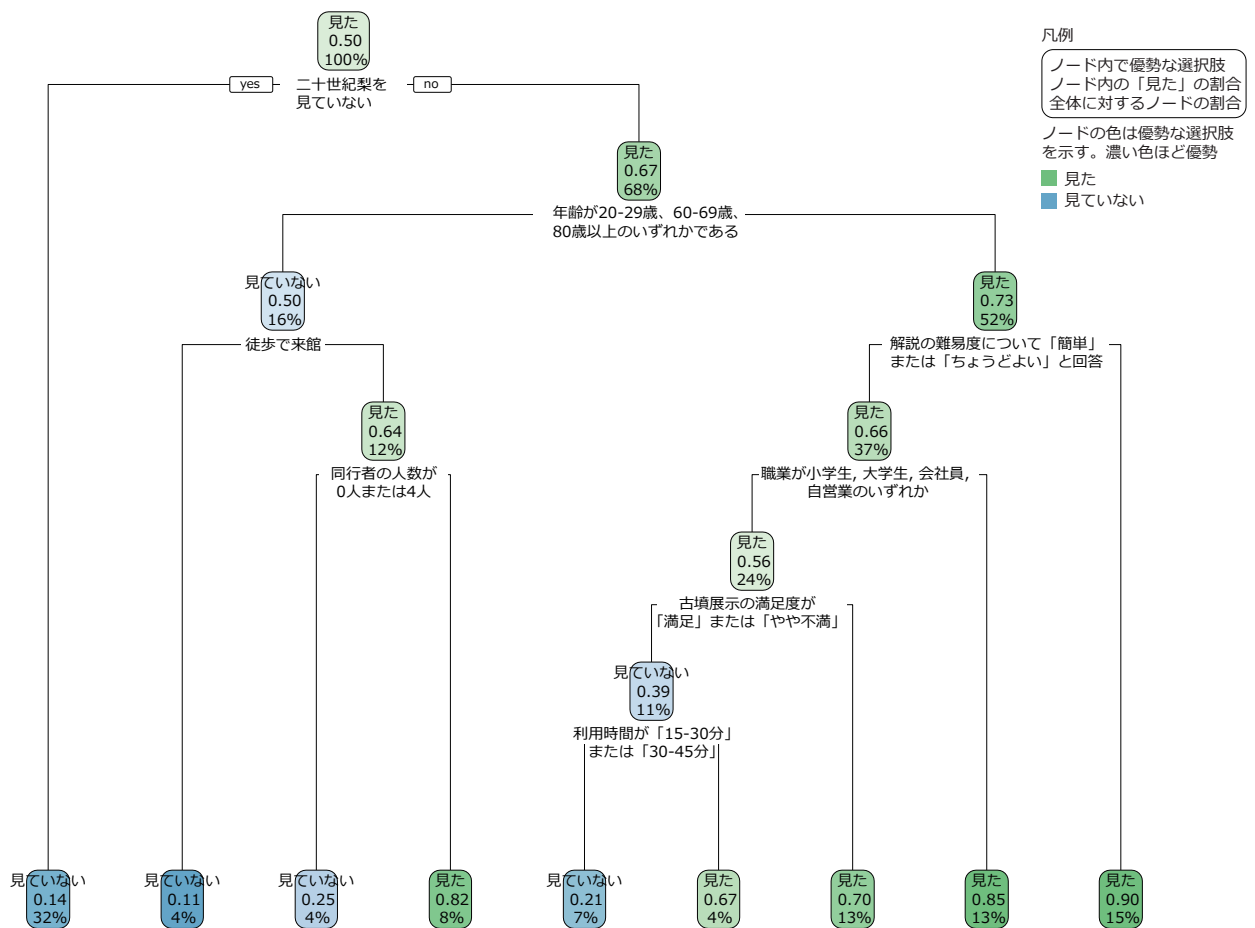 見た
0.50
100%
yes
二十世紀梨を
見ていない
no
凡例
ノード内で優勢な選択肢
ノード内の「見た」の割合
全体に対するノードの割合
ノードの色は優勢な選択肢
を示す。濃い色ほど優勢
見た
見ていない
見た
0.67
68%
年齢が20-29歳、60-69歳、
80歳以上のいずれかである
見ていない
0.50
16%
徒歩で来館
見た
0.73
52%
解説の難易度について「簡単」
または「ちょうどよい」と回答
見た
0.64
12%
同行者の人数が
0人または4人
見た
0.66
37%
職業が小学生, 大学生, 会社員,
自営業のいずれか
見た
0.56
24%
古墳展示の満足度が
「満足」または「やや不満」
見ていない
0.39
11%
利用時間が「15-30分」
または「30-45分」
見ていない
0.14
32%
見ていない
0.11
4%
見ていない
0.25
4%
見た
0.82
8%
見ていない
0.21
7%
見た
0.67
4%
見た
0.70
13%
見た
0.85
13%
見た
0.90
15%